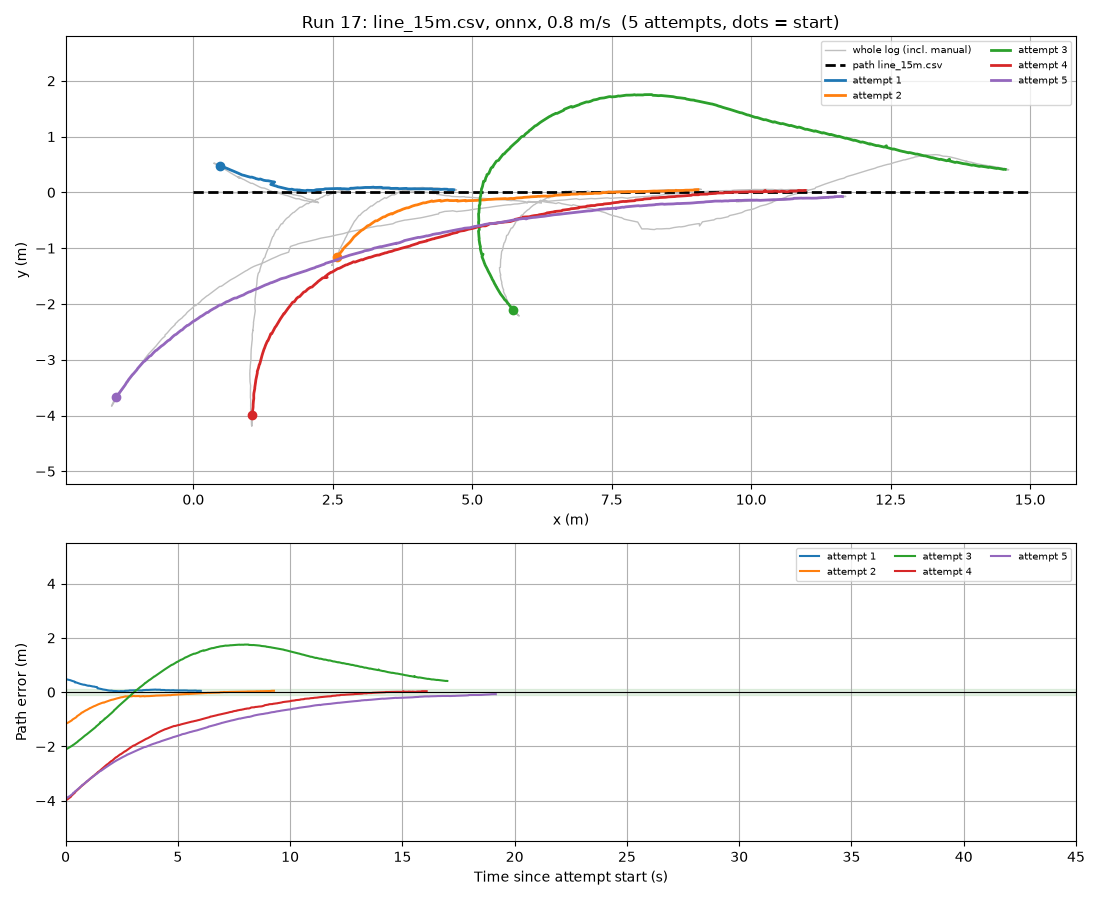 Run 17: line_15m.csv, onnx, 0.8 m/s  (5 attempts, dots = start)
whole log (incl. manual)
path line_15m.csv
attempt 1
attempt 2
attempt 3
attempt 4
attempt 5
y (m)
2
1
0
−1
−2
−3
−4
−5
0.0 2.5 5.0 7.5 10.0 12.5 15.0
x (m)
attempt 1
attempt 2
attempt 3
attempt 4
attempt 5
Path error (m)
4
2
0
−2
−4
0 5 10 15 20 25 30 35 40 45
Time since attempt start (s)